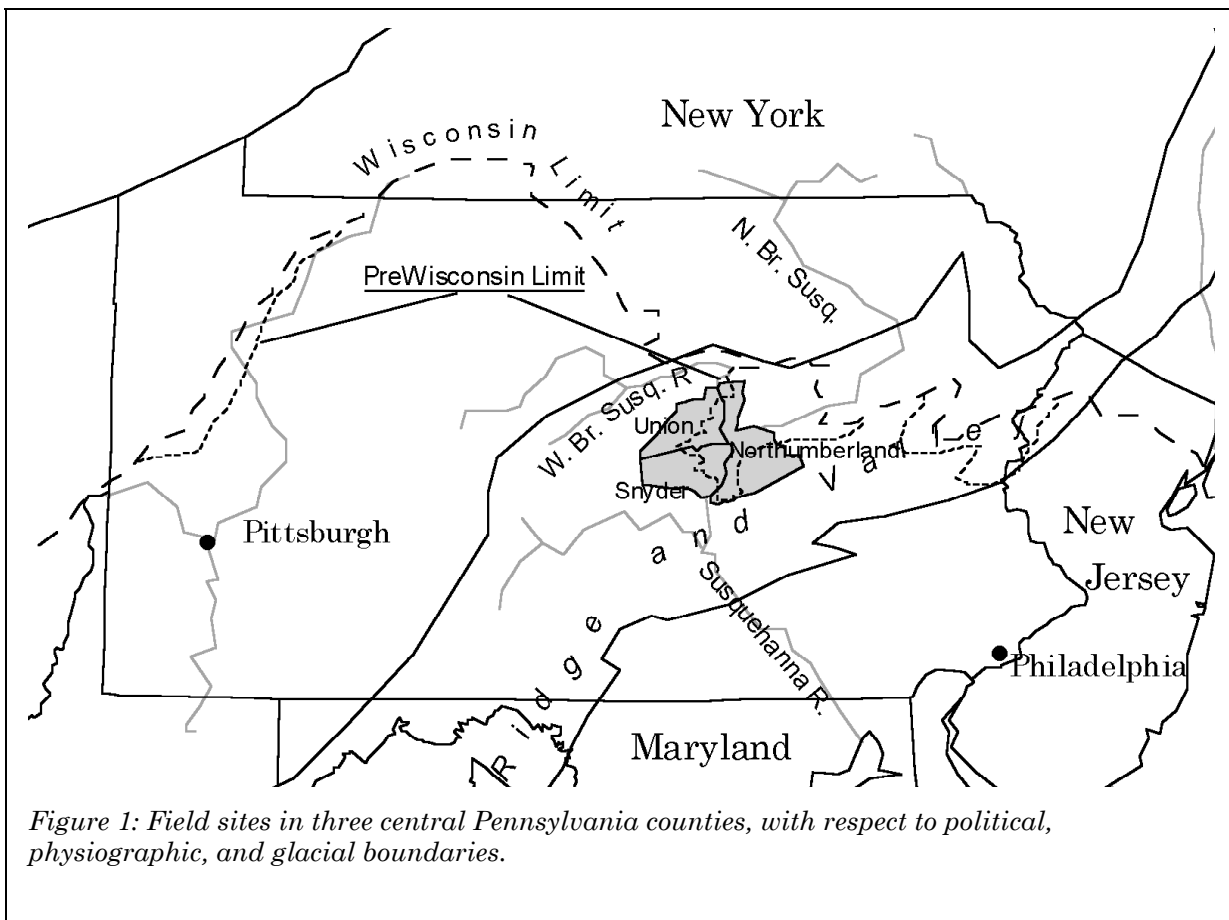 New York
Wisconsin Limit
N. Br. Susq.
PreWisconsin Limit
W. Br. Susq. R
Union
Northumberland
Snyder
Ridge and Valle
Pittsburgh
New
Jersey
Susquehanna R.
Philadelphia
Maryland
Figure 1: Field sites in three central Pennsylvania counties, with respect to political,
physiographic, and glacial boundaries.